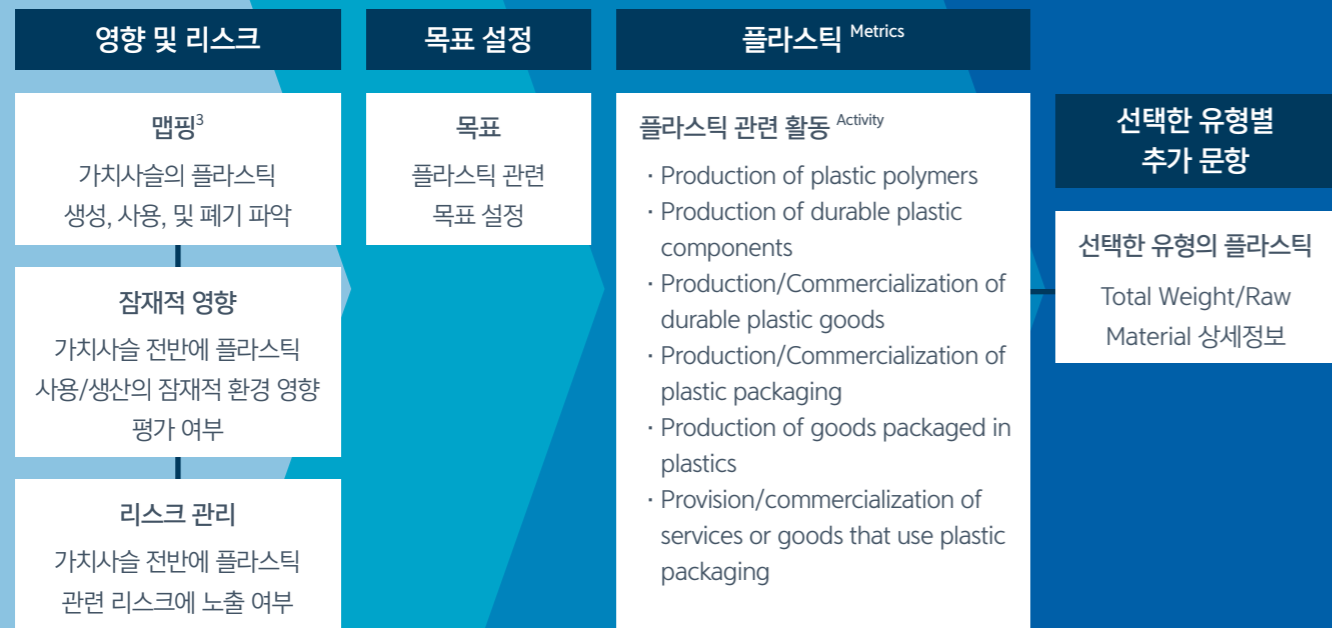 영향 및 리스크
맵핑3
가치사슬의 플라스틱
생성, 사용, 및 폐기 파악
잠재적 영향
가치사슬 전반에 플라스틱
사용/생산의 잠재적 환경 영향
평가 여부
리스크 관리
가치사슬 전반에 플라스틱
관련 리스크에 노출 여부
목표 설정
목표
플라스틱 관련
목표 설정
플라스틱 Metrics
플라스틱 관련 활동 Activity
· Production of plastic polymers
· Production of durable plastic
components
· Production/Commercialization of
durable plastic goods
· Production/Commercialization of
plastic packaging
· Production of goods packaged in
plastics
· Provision/commercialization of
services or goods that use plastic
packaging
선택한 유형별
추가 문항
선택한 유형의 플라스틱
Total Weight/Raw
Material 상세정보